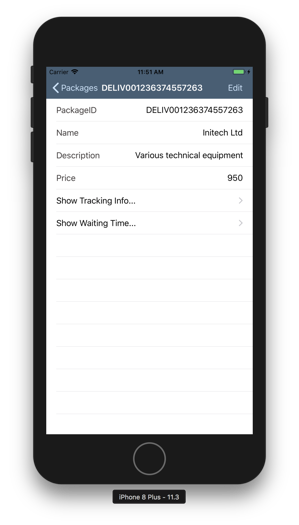 Carrier 11:51 AM
Packages DELIV001236374557263 Edit
PackageID DELIV001236374557263
Name Initech Ltd
Description Various technical equipment
Price 950
Show Tracking Info...
Show Waiting Time...
iPhone 8 Plus - 11.3